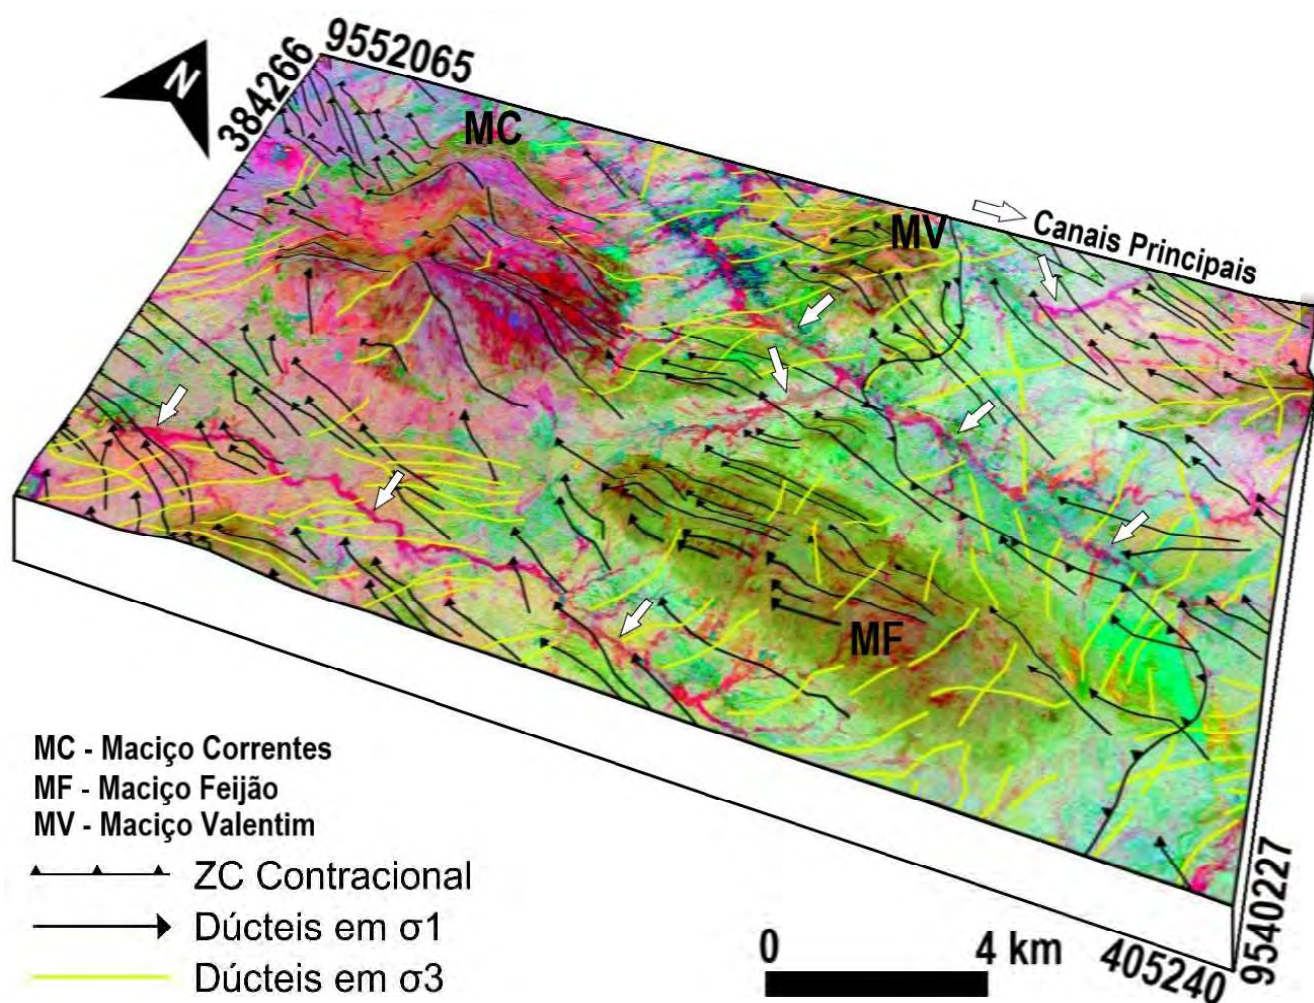 9552065
384266
N
MC
MV
Canais Principais
MF
MC - Maciço Correntes
MF - Maciço Feijão
MV - Maciço Valentim
ZC Contracional
Dúcteis em σ1
Dúcteis em σ3
0 4 km
405240
9540227